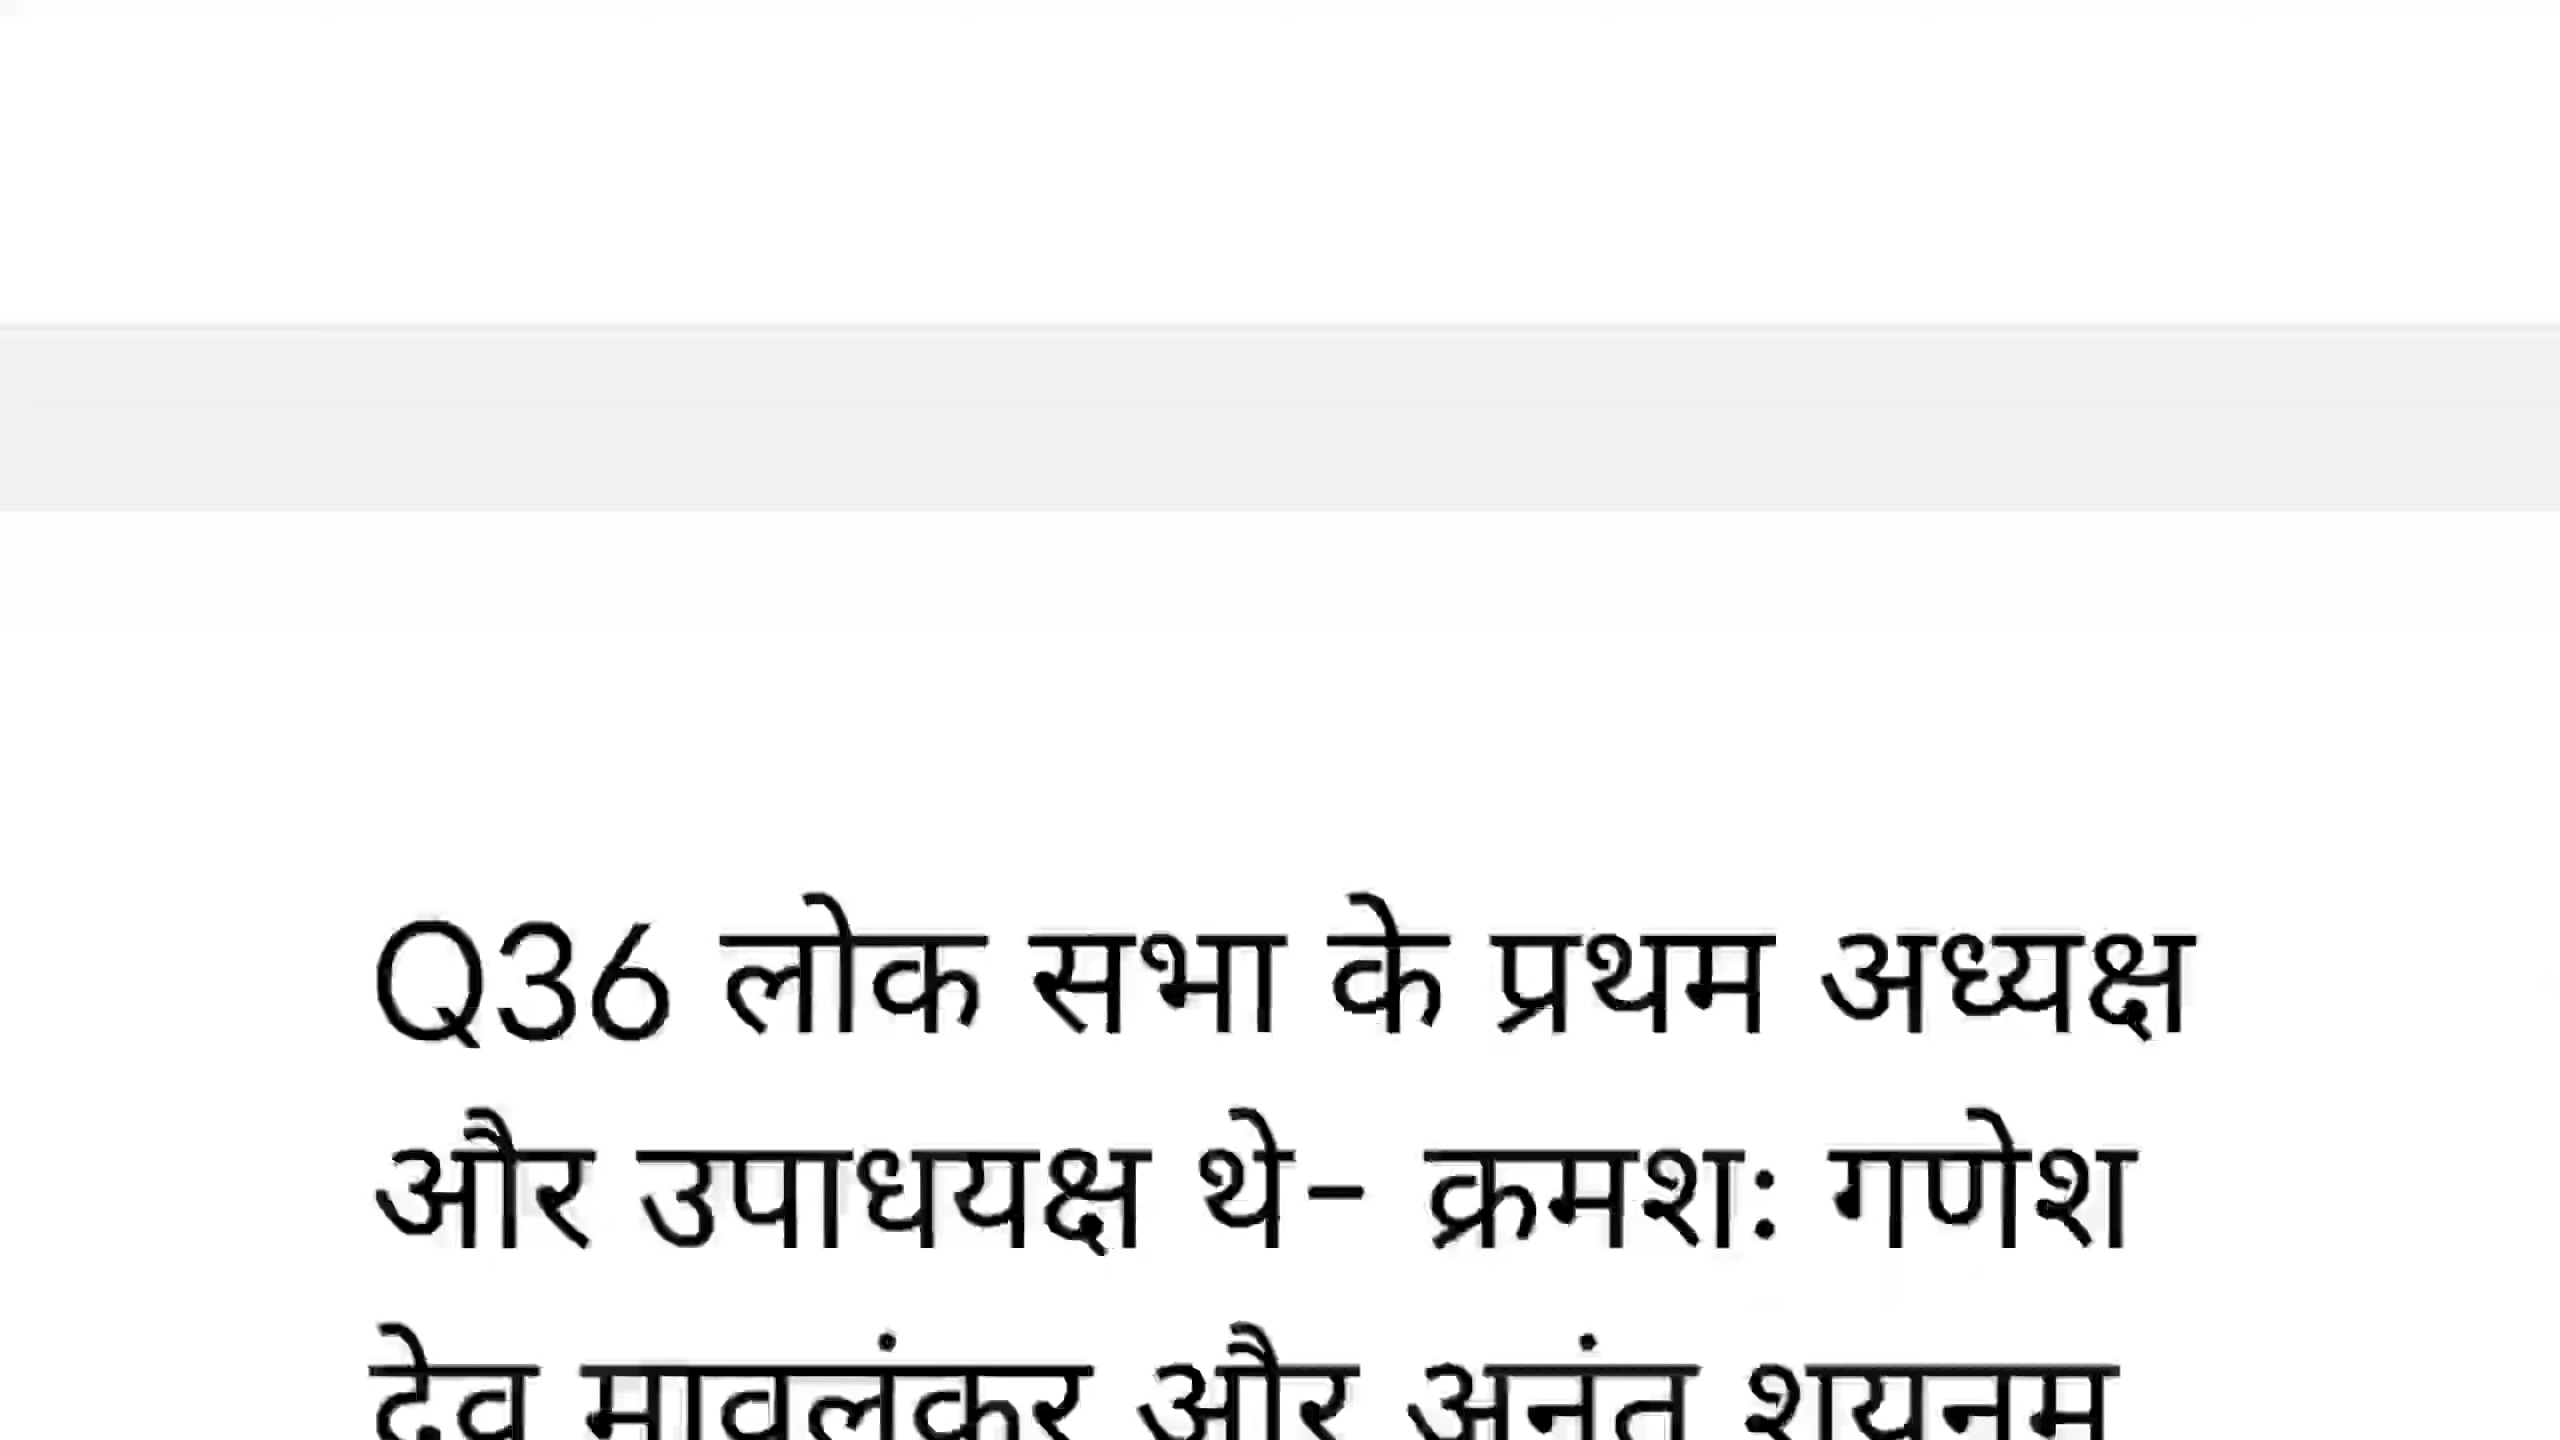 Q36 लोक सभा के प्रथम अध्यक्ष
और उपाधयक्ष थे- क्रमशः गणेश
देव मावलंकर और अनंत शयनम